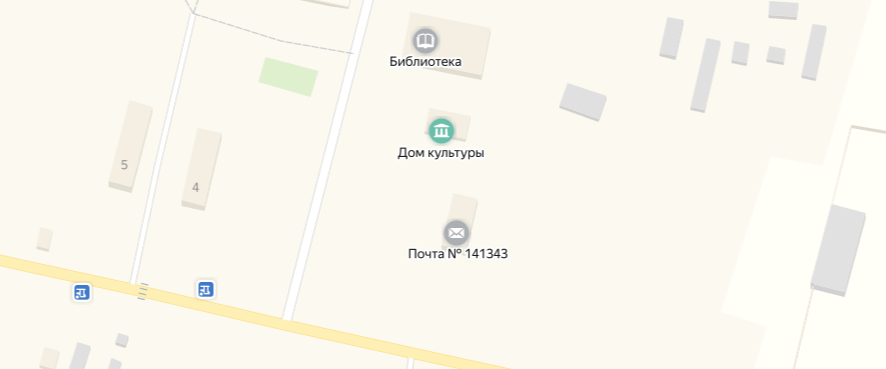 Библиотека
Дом культуры
5
4
Почта № 141343